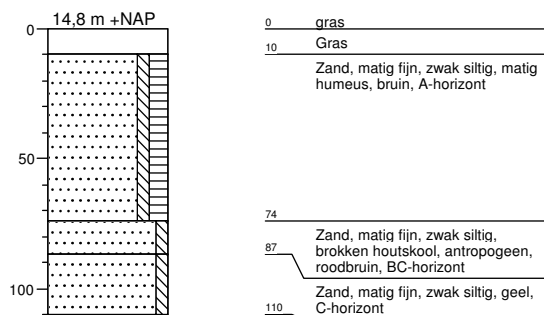 14,8 m +NAP
0
50
100
0 gras
10 Gras
Zand, matig fijn, zwak siltig, matig
humeus, bruin, A-horizont
74
Zand, matig fijn, zwak siltig,
brokken houtskool, antropogeen,
roodbruin, BC-horizont
87
Zand, matig fijn, zwak siltig, geel,
C-horizont
110